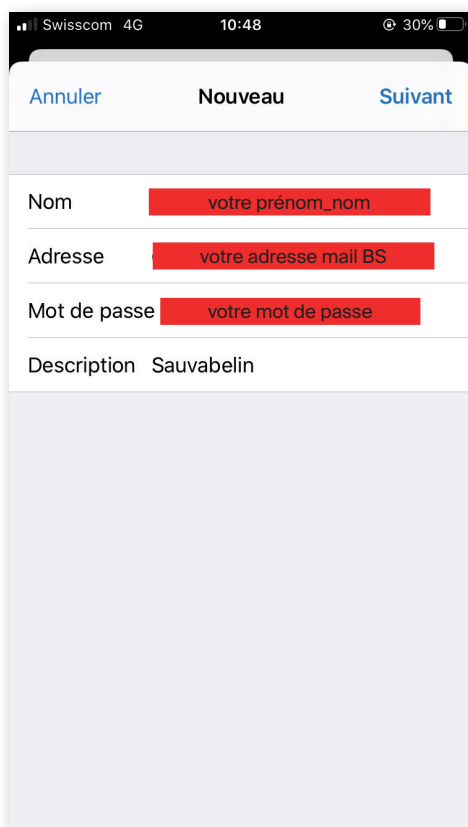 Swisscom 4G 10:48 30%
Annuler Nouveau Suivant
Nom votre prénom_nom
Adresse votre adresse mail BS
Mot de passe votre mot de passe
Description Sauvabelin